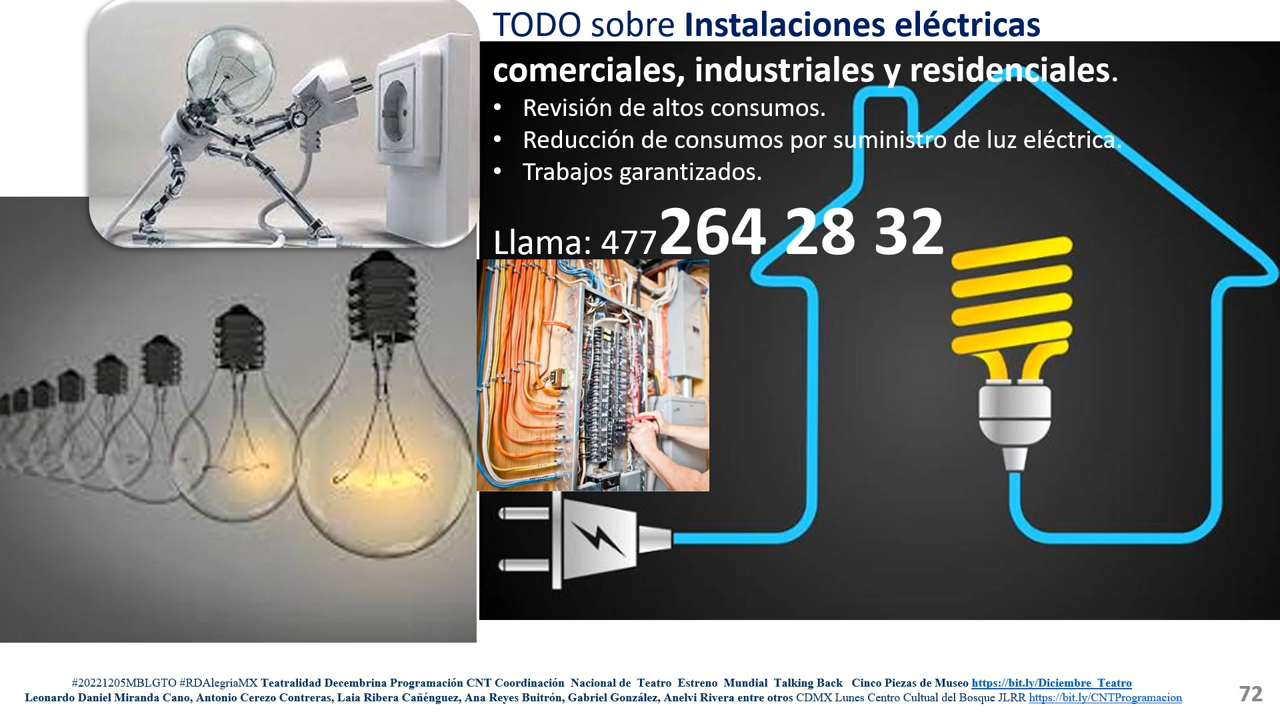 TODO sobre Instalaciones eléctricas
comerciales, industriales y residenciales.
• Revisión de altos consumos.
• Reducción de consumos por suministro de luz eléctrica.
• Trabajos garantizados.
Llama: 477264 28 32
#20221205MBLGTO #RDAlegriaMX Teatralidad Decembrina Programación CNT Coordinación Nacional de Teatro Estreno Mundial Talking Back Cinco Piezas de Museo https://bit.ly/Diciembre_Teatro
Leonardo Daniel Miranda Cano, Antonio Cerezo Contreras, Laia Ribera Cañénguez, Ana Reyes Buitrón, Gabriel González, Anelvi Rivera entre otros CDMX Lunes Centro Cultual del Bosque JLRR https://bit.ly/CNTProgramacion
72